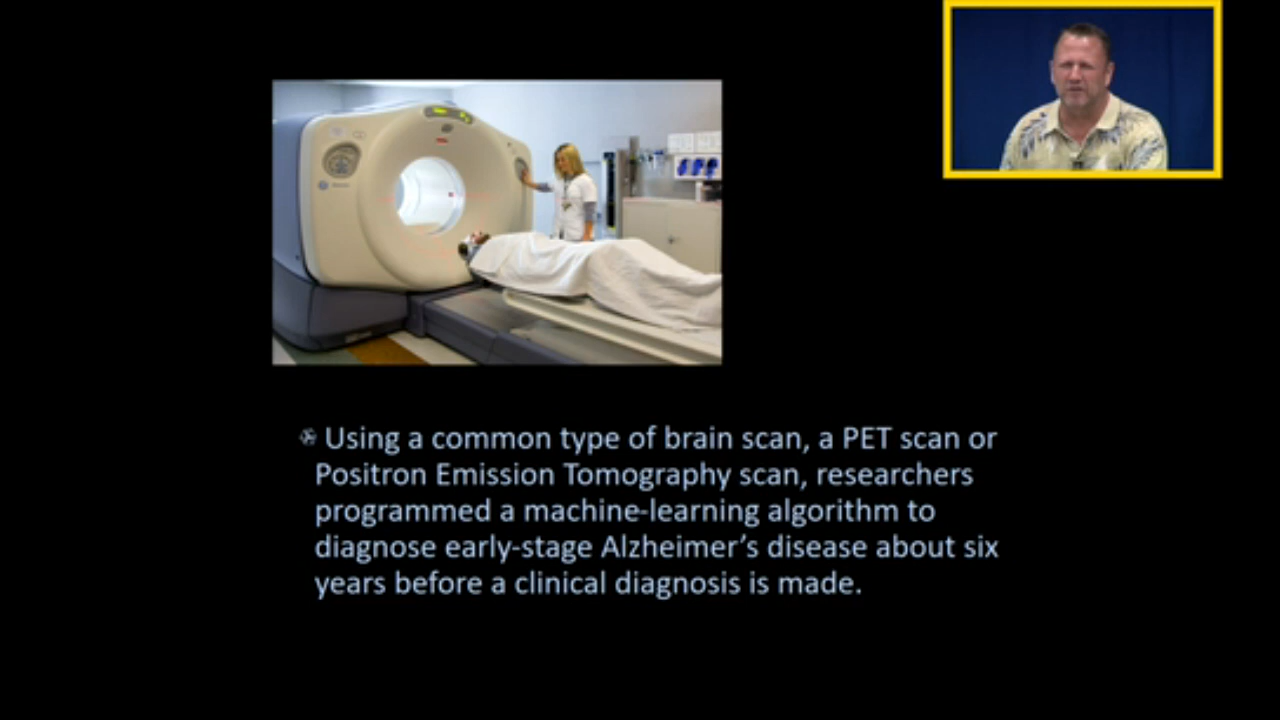 Using a common type of brain scan, a PET scan or
Positron Emission Tomography scan, researchers
programmed a machine-learning algorithm to
diagnose early-stage Alzheimer’s disease about six
years before a clinical diagnosis is made.